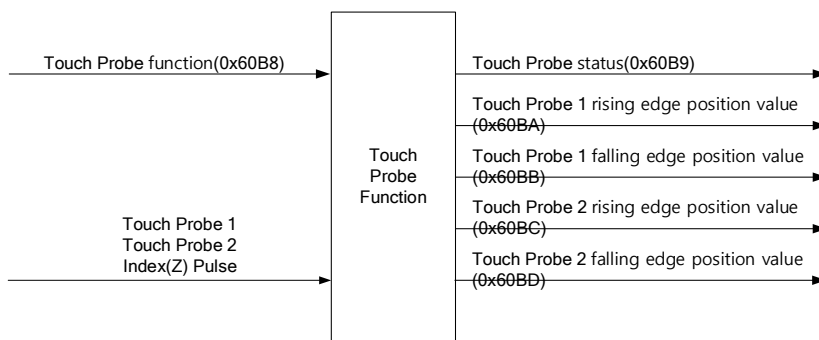 Touch Probe function(0x60B8)
Touch Probe 1
Touch Probe 2
Index(Z) Pulse
Touch
Probe
Function
Touch Probe status(0x60B9)
Touch Probe 1 rising edge position value
(0x60BA)
Touch Probe 1 falling edge position value
(0x60BB)
Touch Probe 2 rising edge position value
(0x60BC)
Touch Probe 2 falling edge position value
(0x60BD)